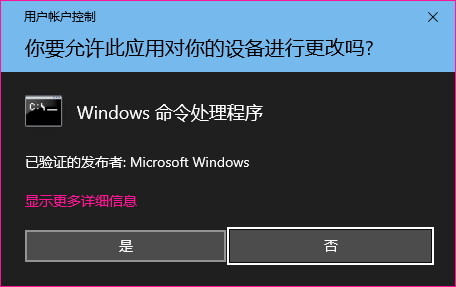 用户帐户控制
你要允许此应用对你的设备进行更改吗?
C:\
Windows 命令处理程序
已验证的发布者: Microsoft Windows
显示更多详细信息
是
否